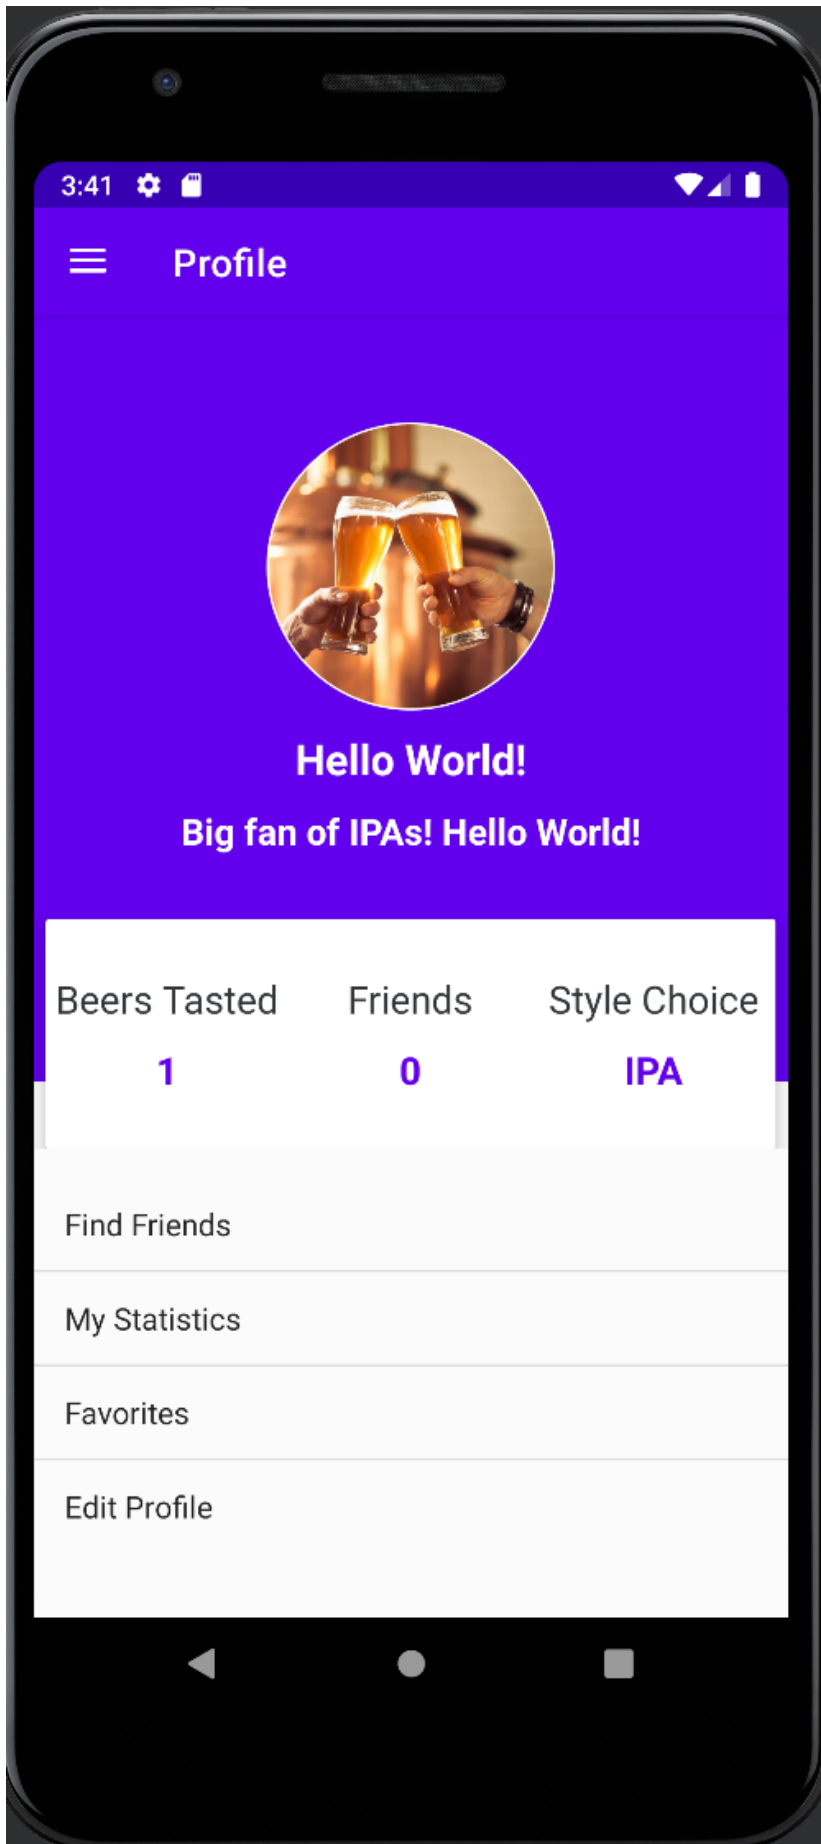 3:41
Profile
Hello World!
Big fan of IPAs! Hello World!
Beers Tasted Friends Style Choice
1 0 IPA
Find Friends
My Statistics
Favorites
Edit Profile